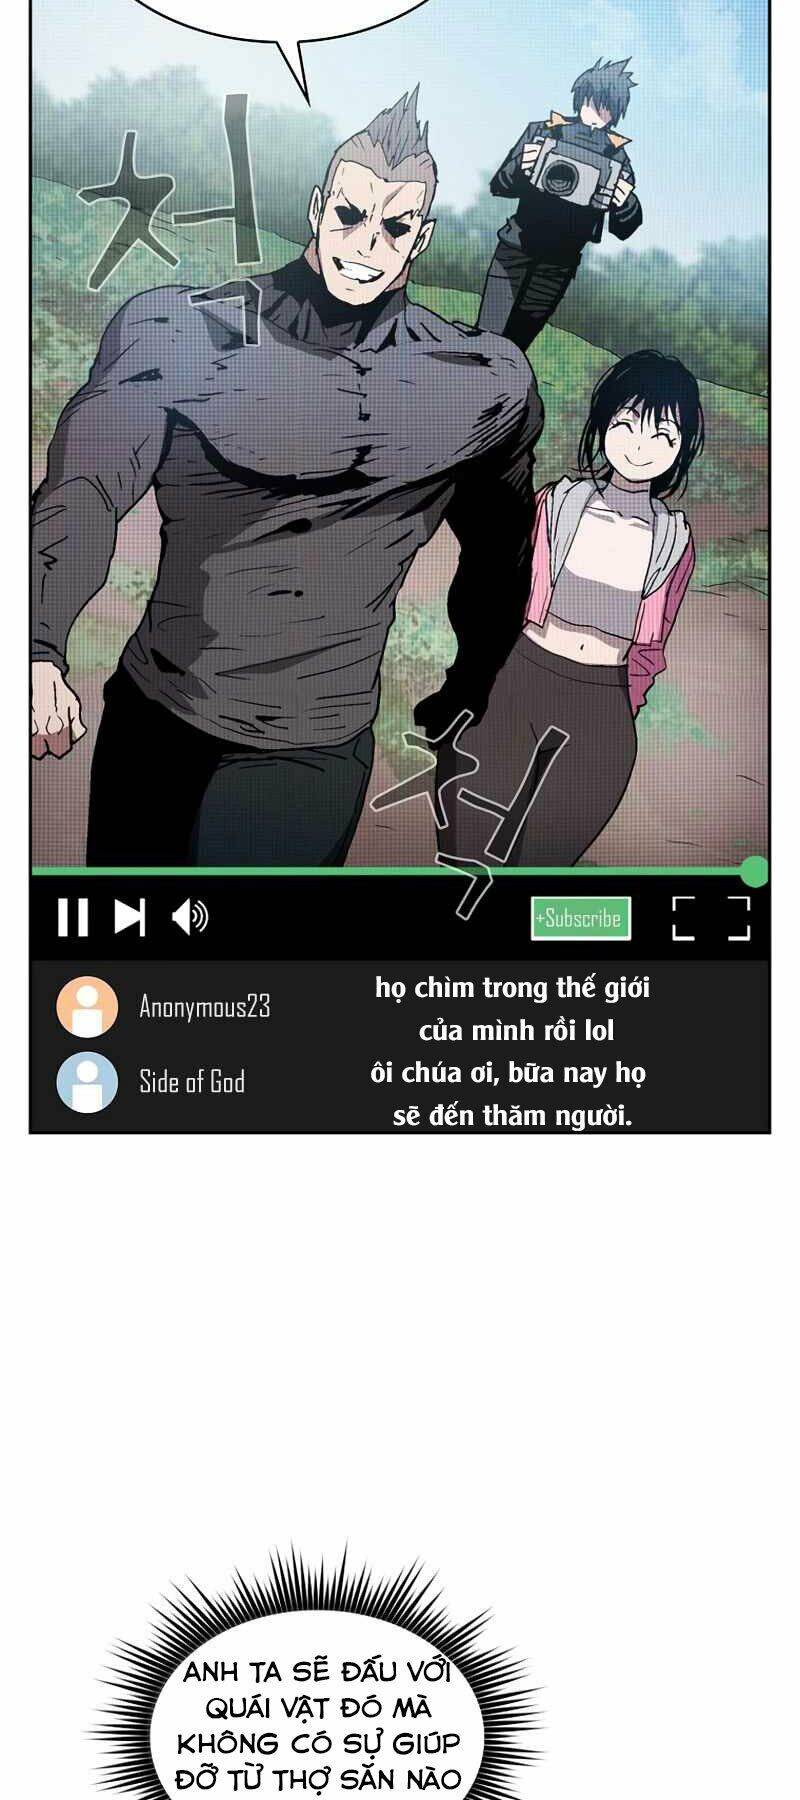 척
척
+Subscribe
Anonymous23
họ chìm trong thế giới
của mình rồi lol
Side of God
ôi chúa ơi, bữa nay họ
sẽ đến thăm người.
ANH TA SẼ ĐẤU VỚI
QUÁI VẬT ĐÓ MÀ
KHÔNG CÓ SỰ GIÚP
ĐỠ TỪ THỢ SĂN NÀO